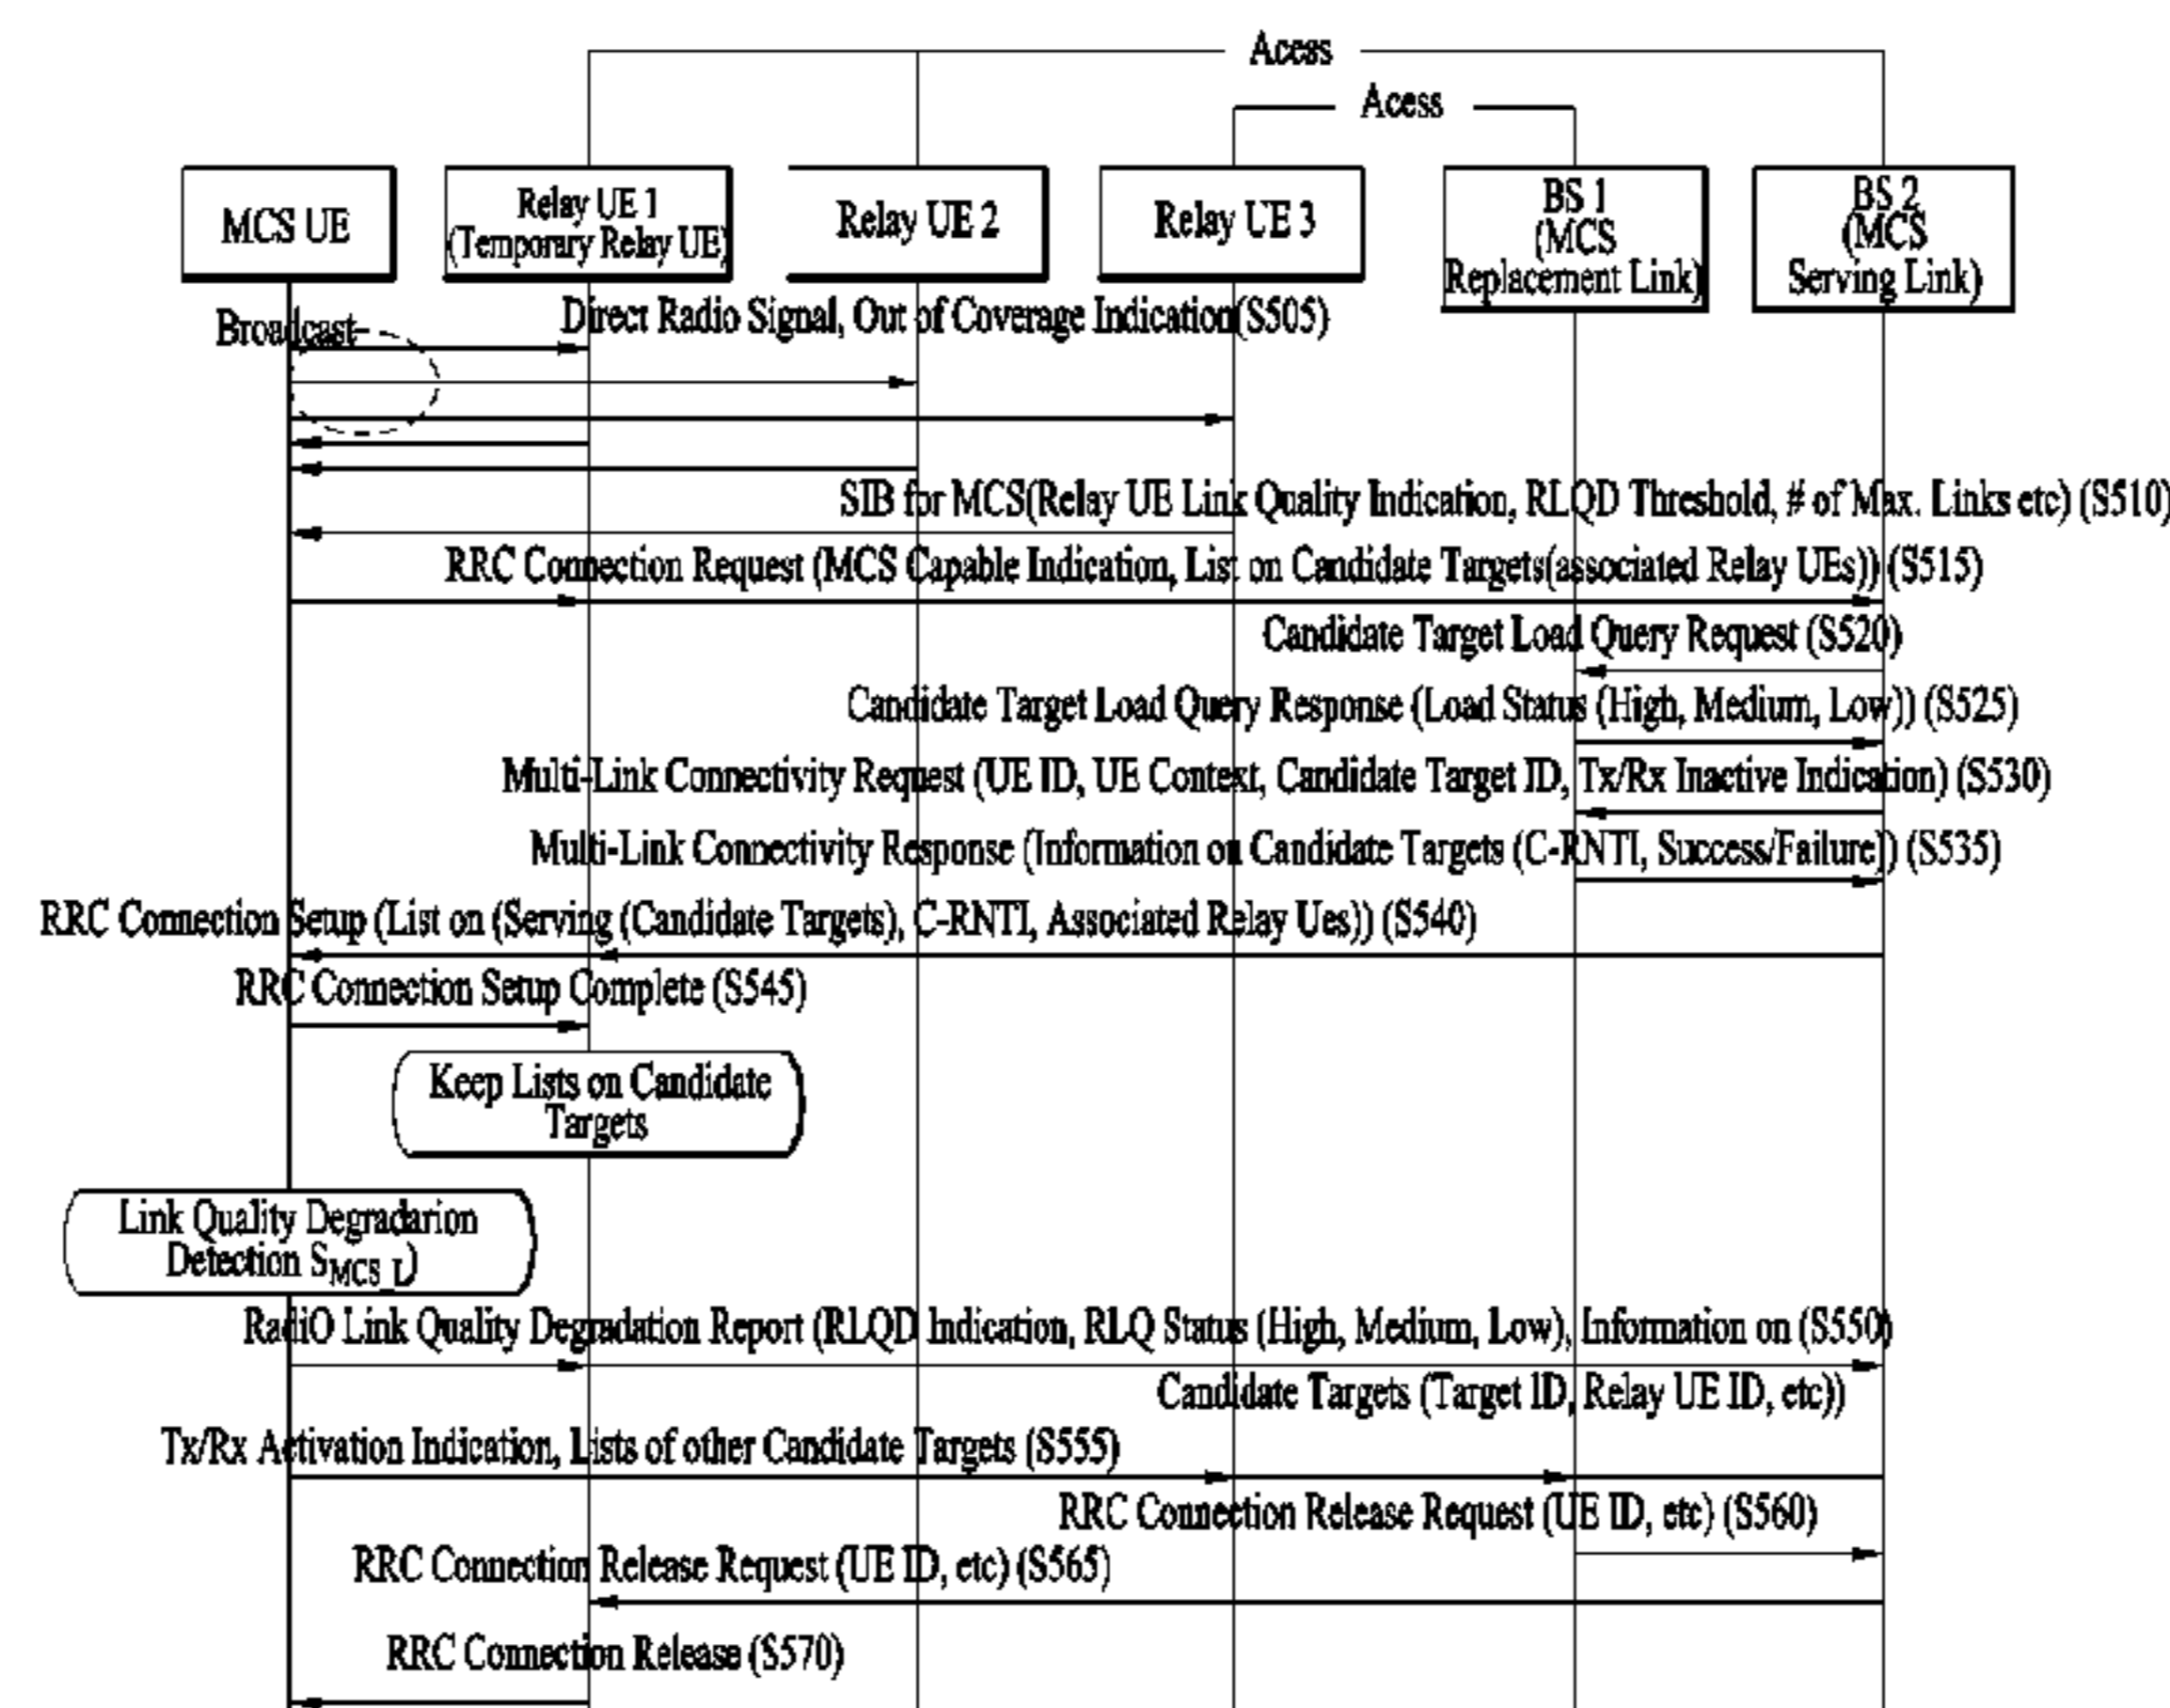 Acess
Acess
MCS UE
Relay UE 1
(Temporary Relay UE)
Relay UE 2
Relay UE 3
BS 1
(MCS
Replacement Link)
BS 2
(MCS
Serving Link)
Broadcast
Direct Radio Signal, Out of Coverage Indication(S505)
SIB for MCS(Relay UE Link Quality Indication, RLQD Threshold, # of Max. Links etc) (S510)
RRC Connection Request (MCS Capable Indication, List on Candidate Targets(associated Relay UEs)) (S515)
Candidate Target Load Query Request (S520)
Candidate Target Load Query Response (Load Status (High, Medium, Low)) (S525)
Multi-Link Connectivity Request (UE ID, UE Context, Candidate Target ID, Tx/Rx Inactive Indication) (S530)
Multi-Link Connectivity Response (Information on Candidate Targets (C-RNTI, Success/Failure)) (S535)
RRC Connection Setup (List on (Serving (Candidate Targets), C-RNTI, Associated Relay Ues)) (S540)
RRC Connection Setup Complete (S545)
Keep Lists on Candidate
Targets
Link Quality Degradarion
Detection S_MCS_L)
RadiO Link Quality Degradation Report (RLQD Indication, RLQ Status (High, Medium, Low), Information on (S550)
Candidate Targets (Target ID, Relay UE ID, etc))
Tx/Rx Activation Indication, Lists of other Candidate Targets (S555)
RRC Connection Release Request (UE ID, etc) (S560)
RRC Connection Release Request (UE ID, etc) (S565)
RRC Connection Release (S570)